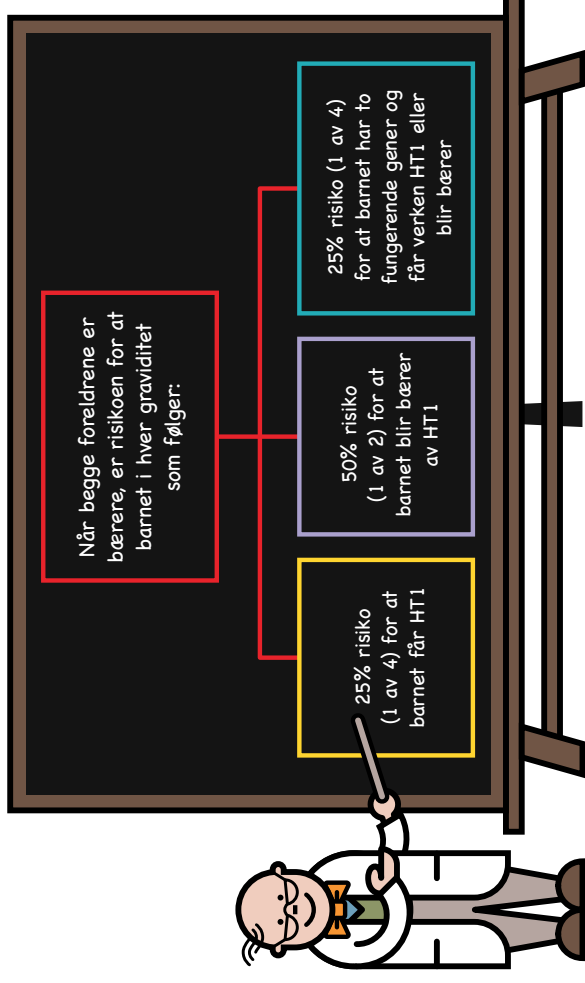 Når begge foreldrene er
bærere, er risikoen for at
barnet i hver graviditet
som følger:
25% risiko
(1 av 4) for at
barnet får HT1
50% risiko
(1 av 2) for at
barnet blir bærer
av HT1
25% risiko (1 av 4)
for at barnet har to
fungerende gener og
får verken HT1 eller
blir bærer